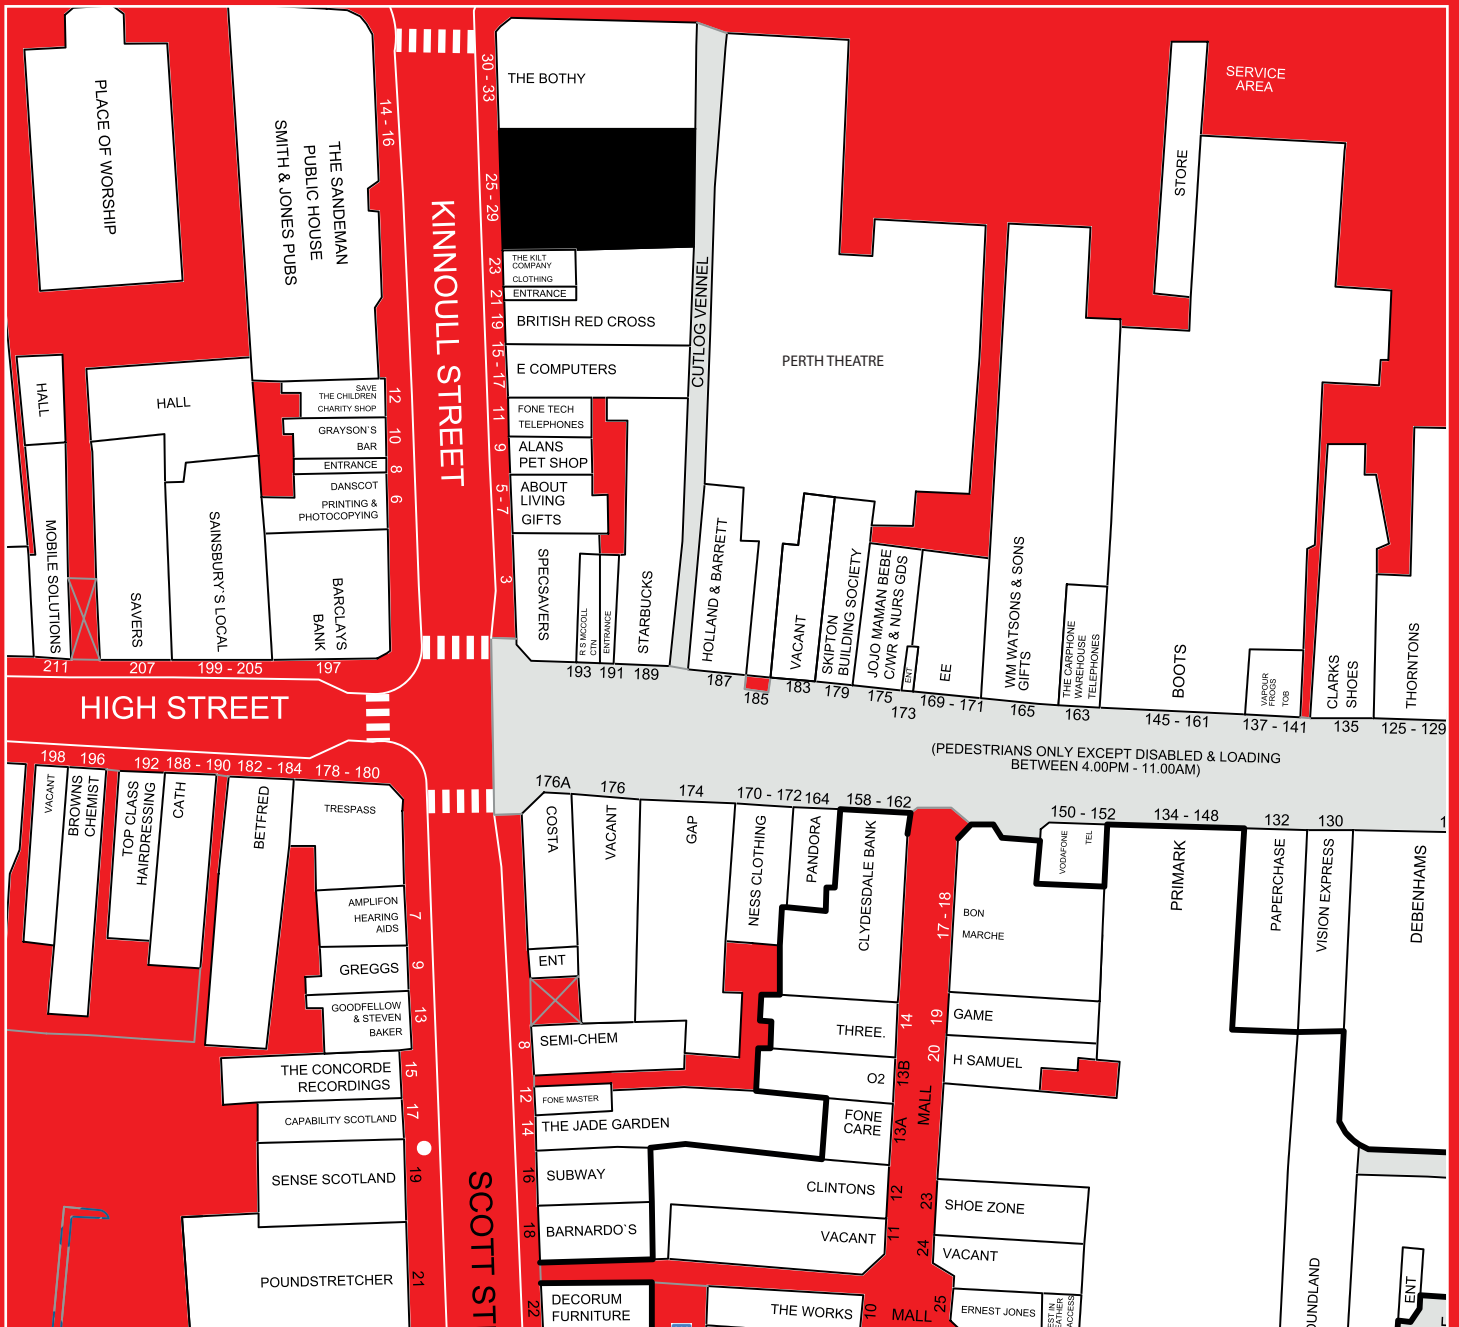 PLACE OF WORSHIP
THE SANDEMAN
PUBLIC HOUSE
SMITH & JONES PUBS
14 - 16
KINNOULL STREET
30 - 33
THE BOTHY
25 - 29
23
THE KILT
COMPANY
CLOTHING
21
ENTRANCE
19
BRITISH RED CROSS
15 - 17
E COMPUTERS
11
FONE TECH
TELEPHONES
9
ALANS
PET SHOP
5 - 7
ABOUT
LIVING
GIFTS
3
SPECSAVERS
R S MCCOLL
CTN
ENTRANCE
STARBUCKS
193
191
189
CUTLOG VENNEL
PERTH THEATRE
STORE
SERVICE
AREA
HALL
HALL
SAVE
THE CHILDREN
CHARITY SHOP
12
GRAYSON`S
BAR
10
ENTRANCE
8
DANSCOT
PRINTING &
PHOTOCOPYING
6
MOBILE SOLUTIONS
SAVERS
SAINSBURY'S LOCAL
BARCLAYS
BANK
211
207
199 - 205
197
HIGH STREET
HOLLAND & BARRETT
187
185
VACANT
183
SKIPTON
BUILDING SOCIETY
179
JOJO MAMAN BEBE
C/WR & NURS GDS
175
ENT
173
EE
169 - 171
WM WATSONS & SONS
GIFTS
165
THE CARPHONE
WAREHOUSE
TELEPHONES
163
BOOTS
145 - 161
VAPOUR
FROGS
TOB
137 - 141
CLARKS
SHOES
135
THORNTONS
125 - 129
(PEDESTRIANS ONLY EXCEPT DISABLED & LOADING
BETWEEN 4.00PM - 11.00AM)
198
196
192
188 - 190
182 - 184
178 - 180
VACANT
BROWNS
CHEMIST
TOP CLASS
HAIRDRESSING
CATH
BETFRED
TRESPASS
AMPLIFON
HEARING
AIDS
7
GREGGS
9
GOODFELLOW
& STEVEN
BAKER
13
THE CONCORDE
RECORDINGS
15
CAPABILITY SCOTLAND
17
SENSE SCOTLAND
19
POUNDSTRETCHER
21
SCOTT ST
176A
176
174
170 - 172
164
158 - 162
COSTA
VACANT
GAP
NESS CLOTHING
PANDORA
CLYDESDALE BANK
ENT
8
SEMI-CHEM
12
FONE MASTER
14
THE JADE GARDEN
16
SUBWAY
18
BARNARDO`S
22
DECORUM
FURNITURE
THREE.
14
O2
13B
FONE
CARE
13A
CLINTONS
12
VACANT
11
THE WORKS
10
MALL
MALL
150 - 152
134 - 148
132
130
1
VODAFONE
TEL
17 - 18
BON
MARCHE
PRIMARK
PAPERCHASE
VISION EXPRESS
DEBENHAMS
19
GAME
20
H SAMUEL
23
SHOE ZONE
24
VACANT
25
ERNEST JONES
EST IN
EATHER
ACCESS
OUNDLAND
ENT